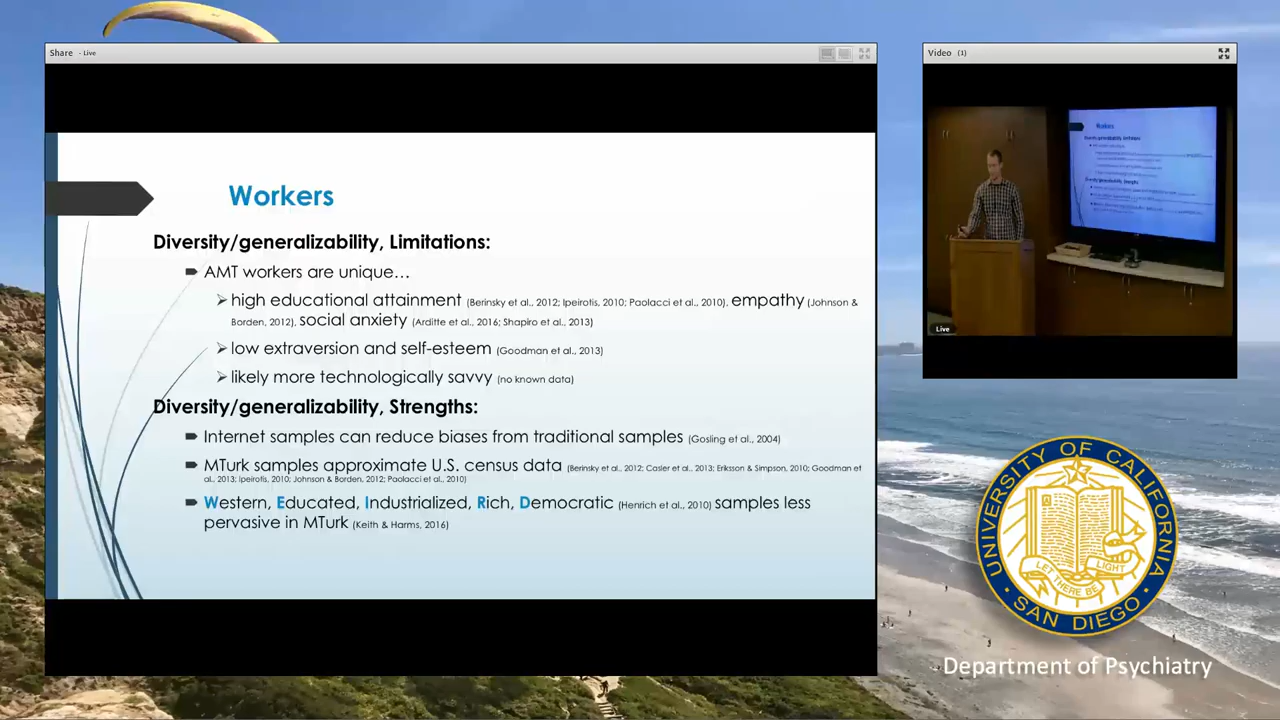 Share - Live
Video (1)
Workers
Diversity/generalizability, Limitations:
AMT workers are unique…
high educational attainment (Berinsky et al., 2012; Ipeirotis, 2010; Paolacci et al., 2010), empathy (Johnson &
Borden, 2012), social anxiety (Arditte et al., 2016; Shapiro et al., 2013)
low extraversion and self-esteem (Goodman et al., 2013)
likely more technologically savvy (no known data)
Diversity/generalizability, Strengths:
Internet samples can reduce biases from traditional samples (Gosling et al., 2004)
MTurk samples approximate U.S. census data (Berinsky et al., 2012; Casler et al., 2013; Eriksson & Simpson, 2010; Goodman et
al., 2013; Ipeirotis, 2010; Johnson & Borden, 2012; Paolacci et al., 2010)
Western, Educated, Industrialized, Rich, Democratic (Henrich et al., 2010) samples less
pervasive in MTurk (Keith & Harms, 2016)
Workers
Live
UNIVERSITY OF CALIFORNIA
LET THERE BE LIGHT
SAN DIEGO
Department of Psychiatry